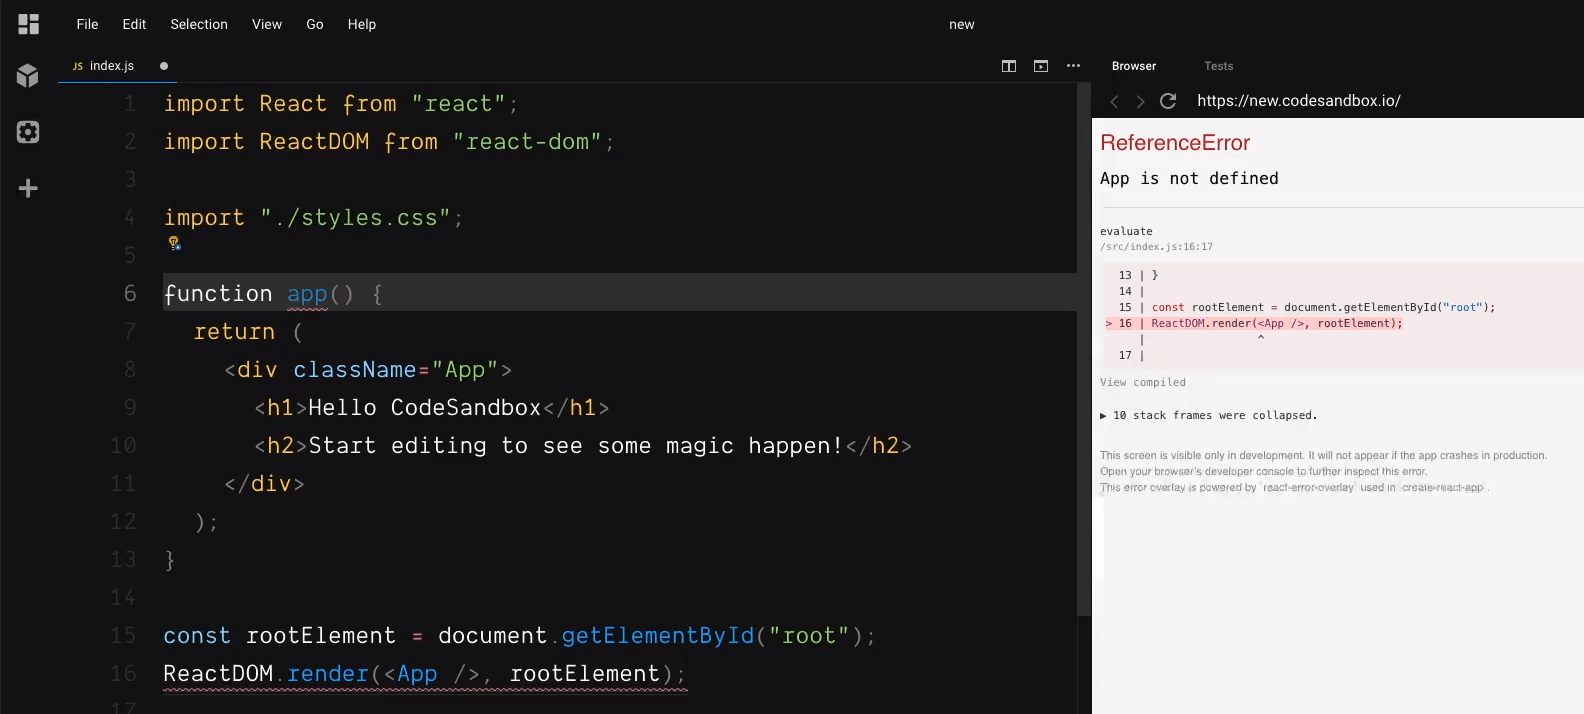 File Edit Selection View Go Help
new
JS index.js
Browser Tests
https://new.codesandbox.io/
1 import React from "react";
2 import ReactDOM from "react-dom";
3
4 import "./styles.css";
5
6 function app() {
7 return (
8 <div className="App">
9 <h1>Hello CodeSandbox</h1>
10 <h2>Start editing to see some magic happen!</h2>
11 </div>
12 );
13 }
14
15 const rootElement = document.getElementById("root");
16 ReactDOM.render(<App />, rootElement);
17
ReferenceError
App is not defined
evaluate
/src/index.js:16:17
13 | }
14 |
15 | const rootElement = document.getElementById("root");
> 16 | ReactDOM.render(<App />, rootElement);
| ^
17 |
View compiled
▶ 10 stack frames were collapsed.
This screen is visible only in development. It will not appear if the app crashes in production.
Open your browser's developer console to further inspect this error.
This error overlay is powered by `react-error-overlay` used in `create-react-app`.